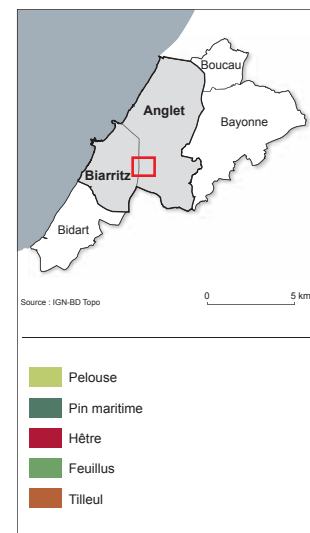 Boucau
Anglet
Bayonne
Biarritz
Bidart
Source : IGN-BD Topo
0 5 km
Pelouse
Pin maritime
Hêtre
Feuillus
Tilleul